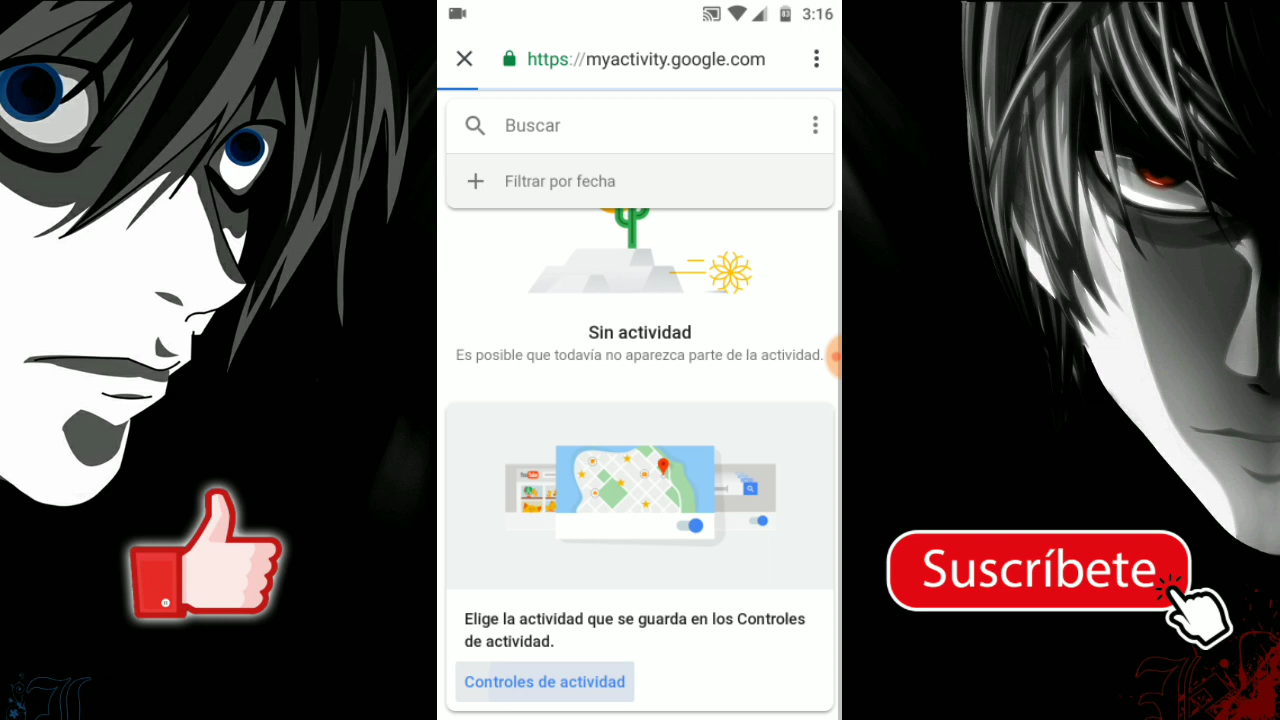 3:16
https://myactivity.google.com
Buscar
Filtrar por fecha
Sin actividad
Es posible que todavía no aparezca parte de la actividad.
YouTube
Elige la actividad que se guarda en los Controles
de actividad.
Controles de actividad
Suscríbete